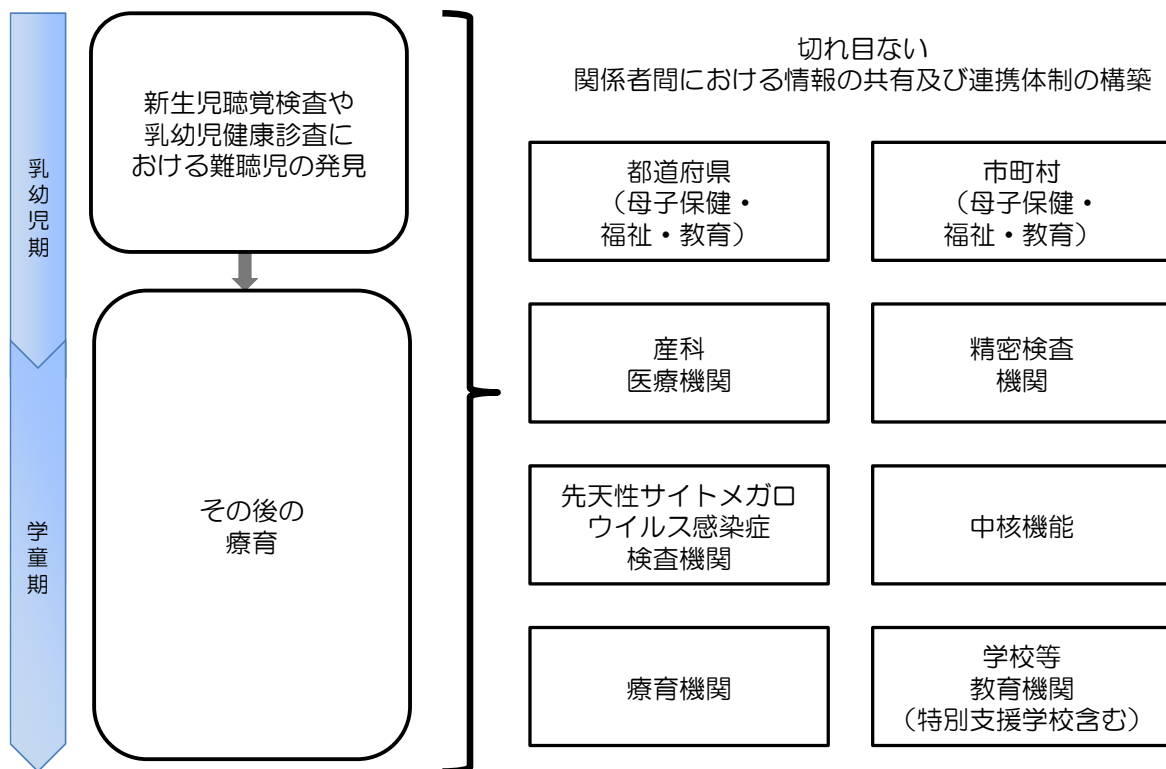 乳幼児期
学童期
新生児聴覚検査や
乳幼児健康診査に
おける難聴児の発見
その後の
療育
切れ目ない
関係者間における情報の共有及び連携体制の構築
都道府県
（母子保健・
福祉・教育）
市町村
（母子保健・
福祉・教育）
産科
医療機関
精密検査
機関
先天性サイトメガロ
ウイルス感染症
検査機関
中核機能
療育機関
学校等
教育機関
（特別支援学校含む）